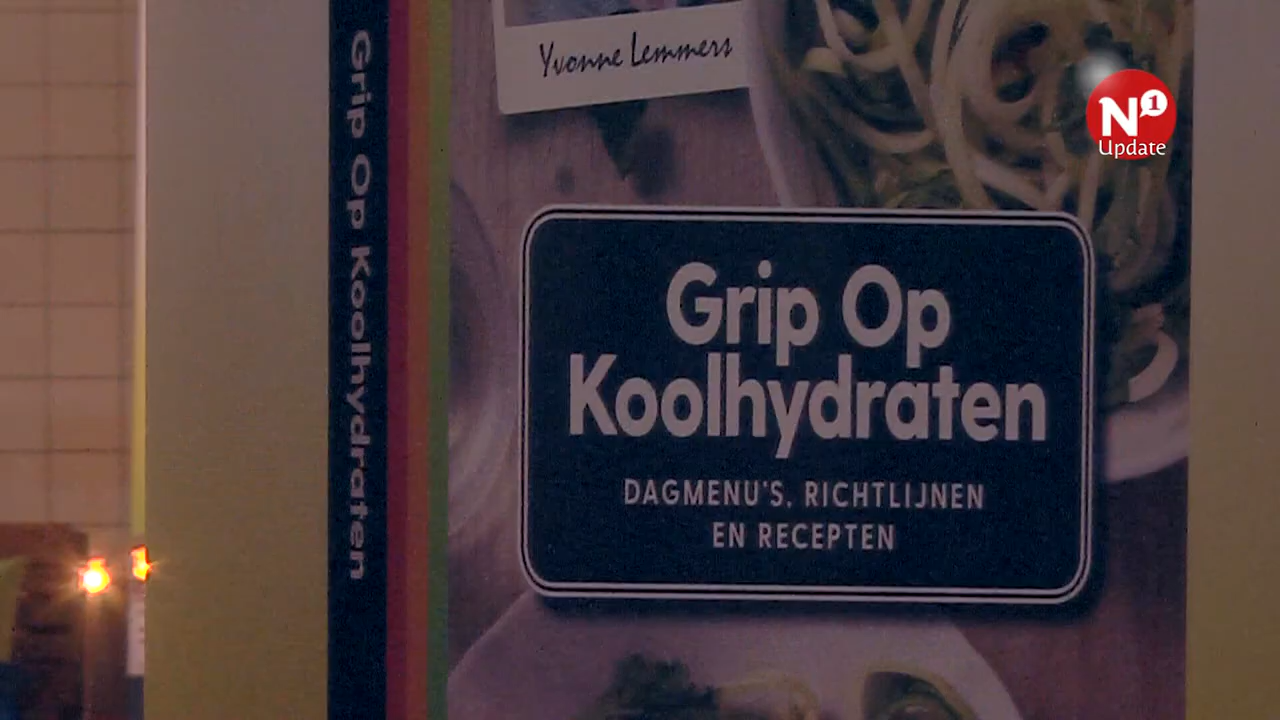 Grip Op Koolhydraten
Yvonne Lemmers
N1
Update
Grip Op
Koolhydraten
DAGMENU'S, RICHTLIJNEN
EN RECEPTEN